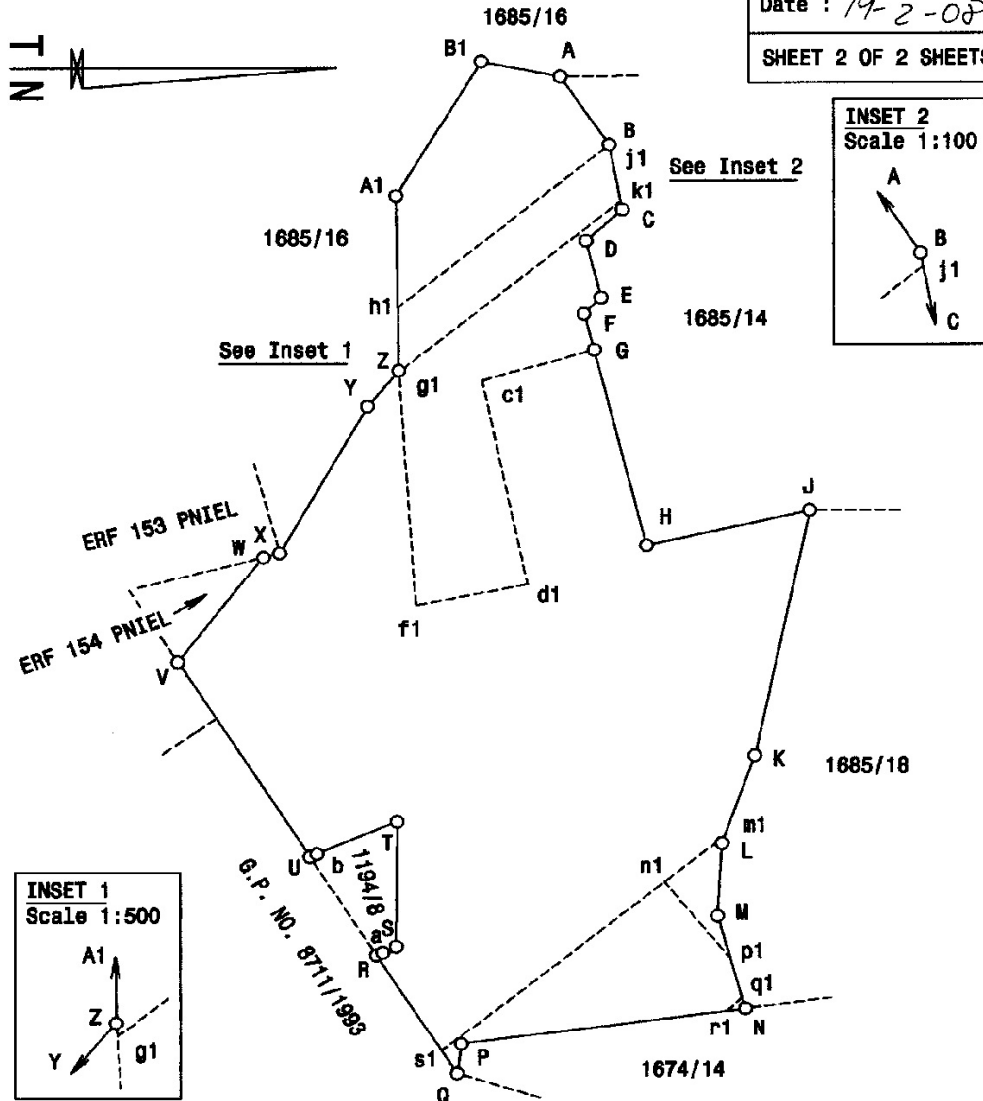 Date : 19-2-08
SHEET 2 OF 2 SHEETS
T
N
1685/16
B1
A
INSET 2
Scale 1:100
A
B
j1
C
B
j1
See Inset 2
k1
C
A1
1685/16
D
h1
E
F
1685/14
See Inset 1
Z
G
Y
g1
c1
ERF 153 PNIEL
X
W
H
J
d1
f1
ERF 154 PNIEL
V
K
1685/18
m1
L
T
n1
U
b
1194/8
G.P. NO. 8711/1993
M
S
a
R
p1
q1
N
r1
s1
P
1674/14
Q
INSET 1
Scale 1:500
A1
Z
Y
g1